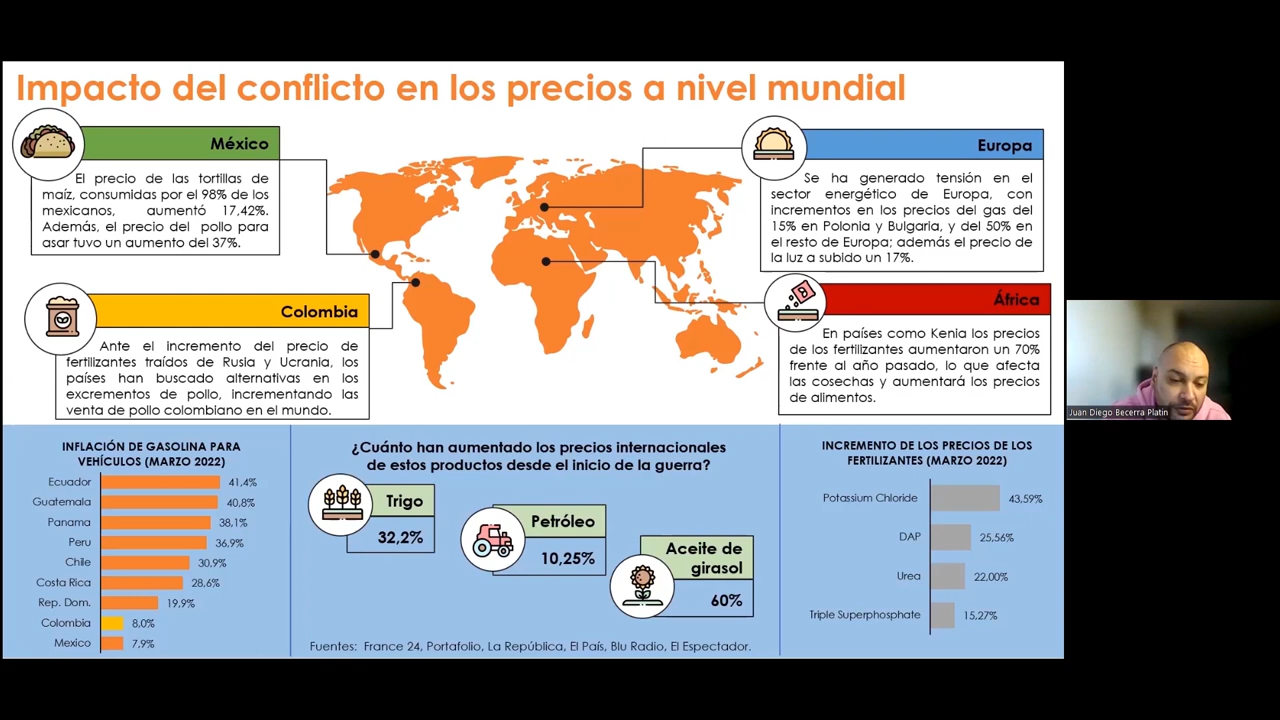 Impacto del conflicto en los precios a nivel mundial
México
El precio de las tortillas de
maíz, consumidas por el 98% de los
mexicanos, aumentó 17,42%.
Además, el precio del pollo para
asar tuvo un aumento del 37%.
Europa
Se ha generado tensión en el
sector energético de Europa, con
incrementos en los precios del gas del
15% en Polonia y Bulgaria, y del 50% en
el resto de Europa; además el precio de
la luz a subido un 17%.
Colombia
Ante el incremento del precio de
fertilizantes traídos de Rusia y Ucrania, los
países han buscado alternativas en los
excrementos de pollo, incrementando las
venta de pollo colombiano en el mundo.
África
En países como Kenia los precios
de los fertilizantes aumentaron un 70%
frente al año pasado, lo que afecta
las cosechas y aumentará los precios
de alimentos.
Juan Diego Becerra Platin
INFLACIÓN DE GASOLINA PARA
VEHÍCULOS (MARZO 2022)
Ecuador 41,4%
Guatemala 40,8%
Panama 38,1%
Peru 36,9%
Chile 30,9%
Costa Rica 28,6%
Rep. Dom. 19,9%
Colombia 8,0%
Mexico 7,9%
¿Cuánto han aumentado los precios internacionales
de estos productos desde el inicio de la guerra?
Trigo
32,2%
Petróleo
10,25%
Aceite de
girasol
60%
Fuentes: France 24, Portafolio, La República, El País, Blu Radio, El Espectador.
INCREMENTO DE LOS PRECIOS DE LOS
FERTILIZANTES (MARZO 2022)
Potassium Chloride 43,59%
DAP 25,56%
Urea 22,00%
Triple Superphosphate 15,27%